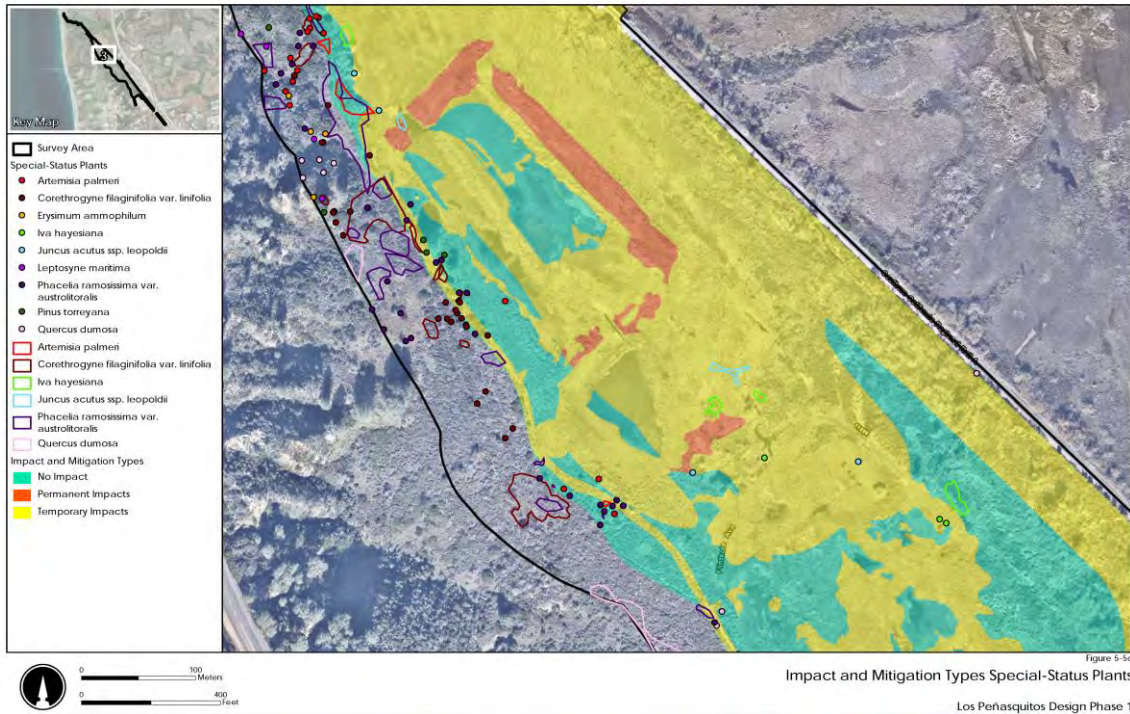 3
Key Map
Survey Area
Special-Status Plants
Artemisia palmeri
Corethrogyne filaginifolia var. linifolia
Erysimum ammophilum
Iva hayesiana
Juncus acutus ssp. leopoldii
Leptosyne maritima
Phacelia ramosissima var.
austrolitoralis
Pinus torreyana
Quercus dumosa
Artemisia palmeri
Corethrogyne filaginifolia var. linifolia
Iva hayesiana
Juncus acutus ssp. leopoldii
Phacelia ramosissima var.
austrolitoralis
Quercus dumosa
Impact and Mitigation Types
No Impact
Permanent Impacts
Temporary Impacts
0 100
Meters
0 400
Feet
Impact and Mitigation Types Special-Status Plants
Los Peñasquitos Design Phase 1